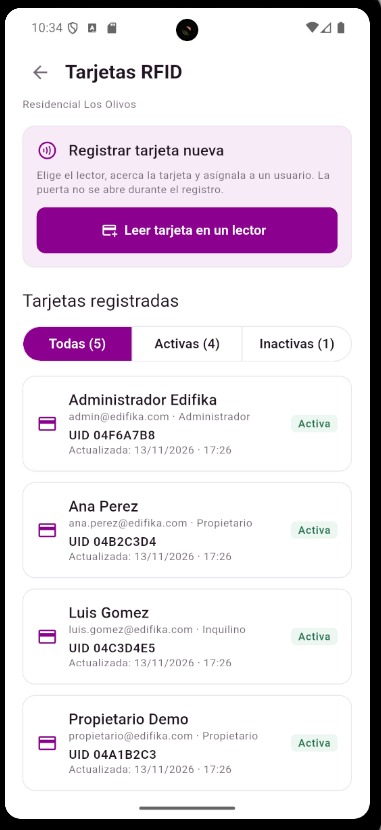 10:34
Tarjetas RFID
Residencial Los Olivos
Registrar tarjeta nueva
Elige el lector, acerca la tarjeta y asígnala a un usuario. La
puerta no se abre durante el registro.
Leer tarjeta en un lector
Tarjetas registradas
Todas (5) Activas (4) Inactivas (1)
Administrador Edifika
admin@edifika.com · Administrador
Activa
UID 04F6A7B8
Actualizada: 13/11/2026 · 17:26
Ana Perez
ana.perez@edifika.com · Propietario
Activa
UID 04B2C3D4
Actualizada: 13/11/2026 · 17:26
Luis Gomez
luis.gomez@edifika.com · Inquilino
Activa
UID 04C3D4E5
Actualizada: 13/11/2026 · 17:26
Propietario Demo
propietario@edifika.com · Propietario
Activa
UID 04A1B2C3
Actualizada: 13/11/2026 · 17:26